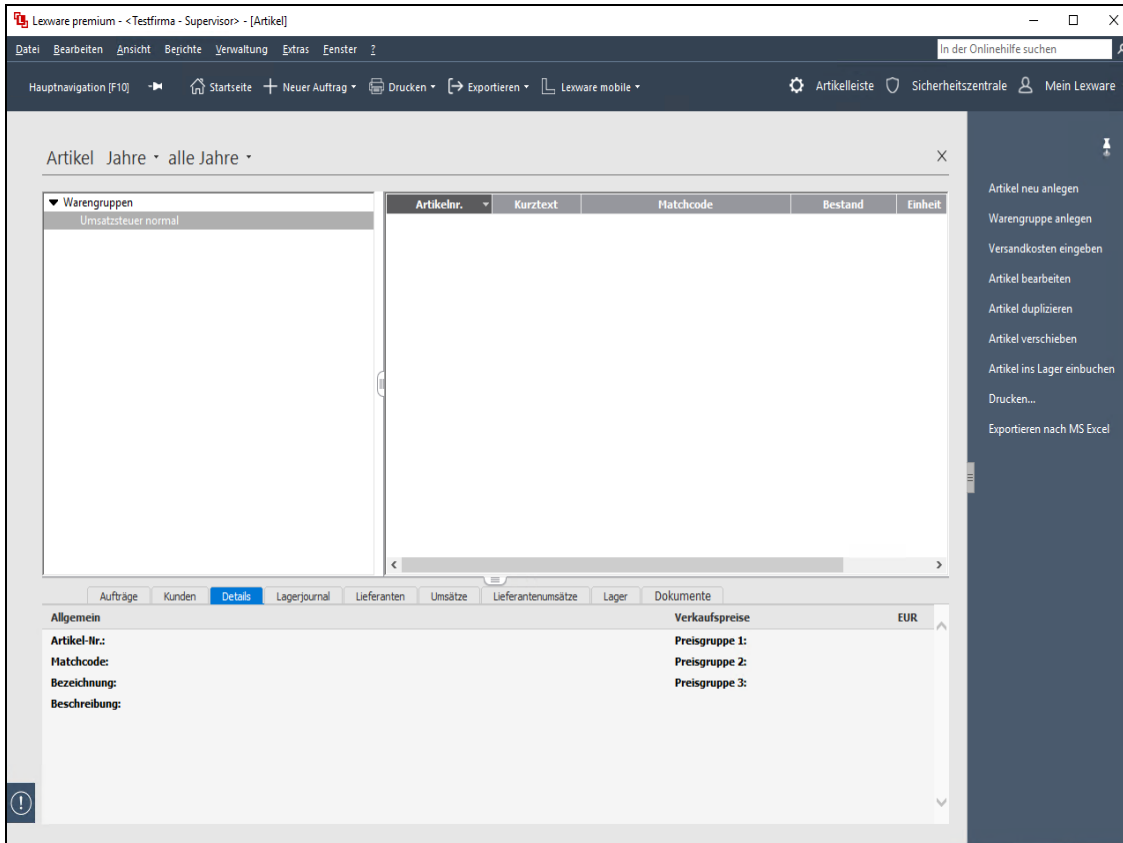 Lexware premium - <Testfirma - Supervisor> - [Artikel]
Datei Bearbeiten Ansicht Berichte Verwaltung Extras Fenster ? In der Onlinehilfe suchen
Hauptnavigation [F10] Startseite Neuer Auftrag Drucken Exportieren Lexware mobile Artikelleiste Sicherheitszentrale Mein Lexware
Artikel Jahre alle Jahre
Warengruppen
Umsatzsteuer normal
Artikelnr. Kurztext Matchcode Bestand Einheit
Artikel neu anlegen
Warengruppe anlegen
Versandkosten eingeben
Artikel bearbeiten
Artikel duplizieren
Artikel verschieben
Artikel ins Lager einbuchen
Drucken...
Exportieren nach MS Excel
Aufträge Kunden Details Lagerjournal Lieferanten Umsätze Lieferantenumsätze Lager Dokumente
Allgemein Verkaufspreise EUR
Artikel-Nr.: Preisgruppe 1:
Matchcode: Preisgruppe 2:
Bezeichnung: Preisgruppe 3:
Beschreibung: